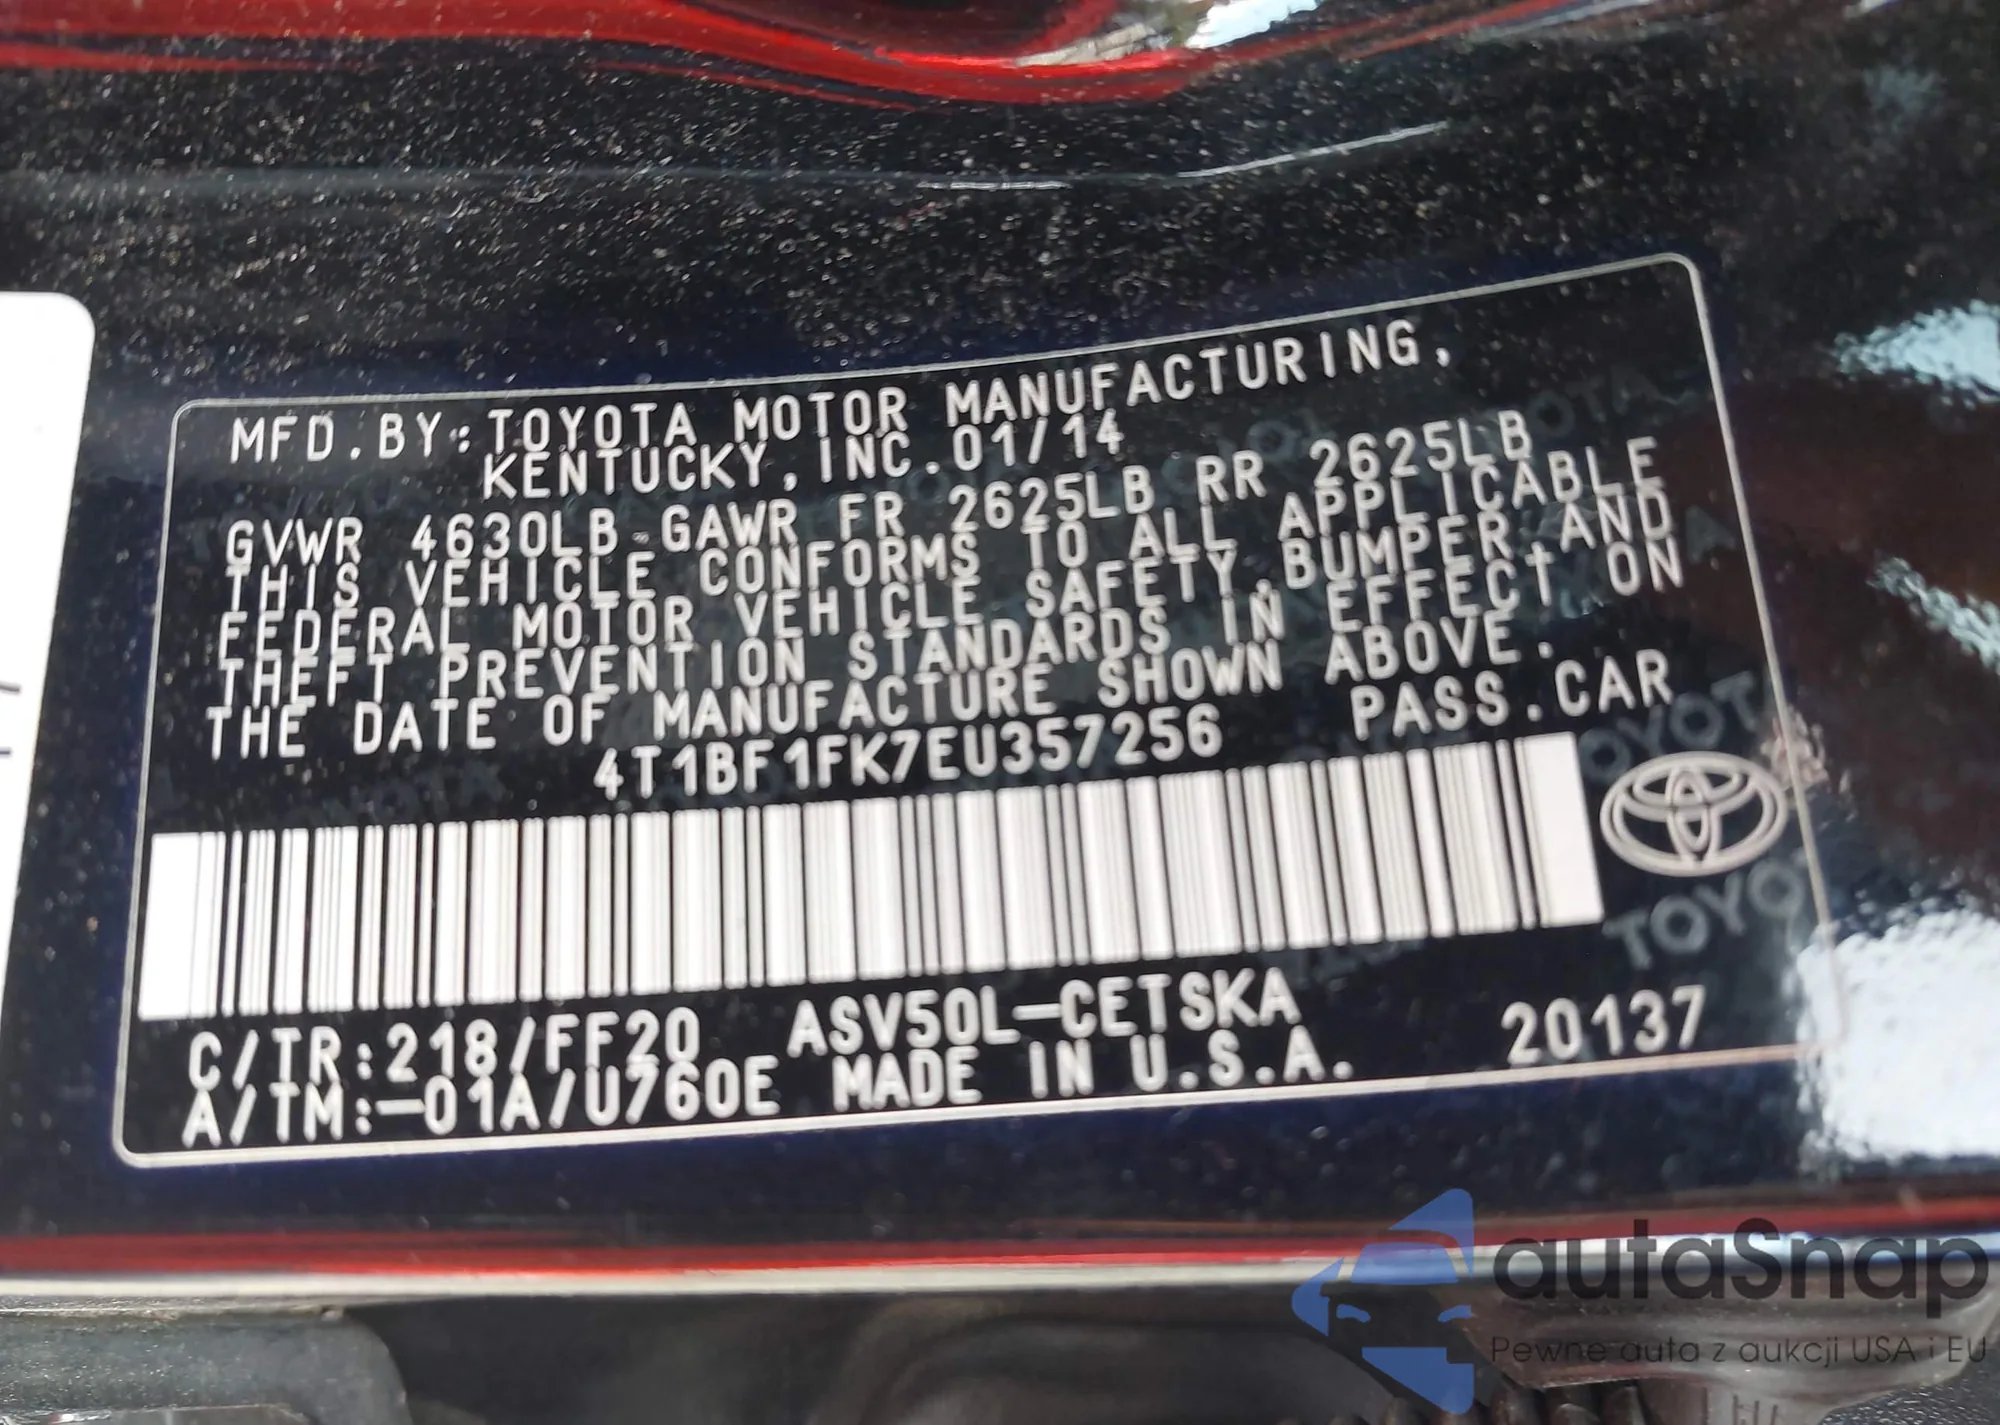 MFD. BY: TOYOTA MOTOR MANUFACTURING,
KENTUCKY, INC. 01/14
GVWR 4630LB GAWR FR 2625LB RR 2625LB
THIS VEHICLE CONFORMS TO ALL APPLICABLE
FEDERAL MOTOR VEHICLE SAFETY, BUMPER, AND
THEFT PREVENTION STANDARDS IN EFFECT ON
THE DATE OF MANUFACTURE SHOWN ABOVE.
4T1BF1FK7EU357256 PASS. CAR
C/TR: 218/FF20 ASV50L-CETSKA
A/TM: -01A/U760E MADE IN U.S.A. 20137
autaSnap
Pewne auta z aukcji USA i EU